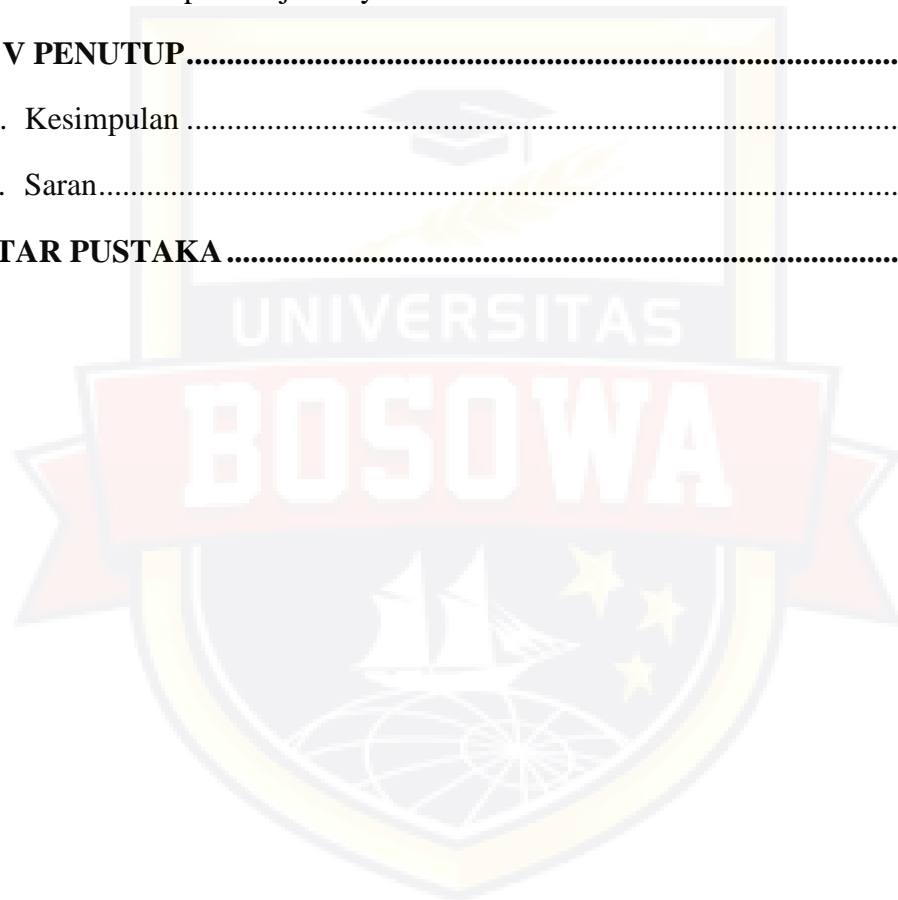 V PENUTUP........................................................................................
. Kesimpulan ........................................................................................
. Saran....................................................................................................
TAR PUSTAKA ...................................................................................
UNIVERSITAS
BOSOWA